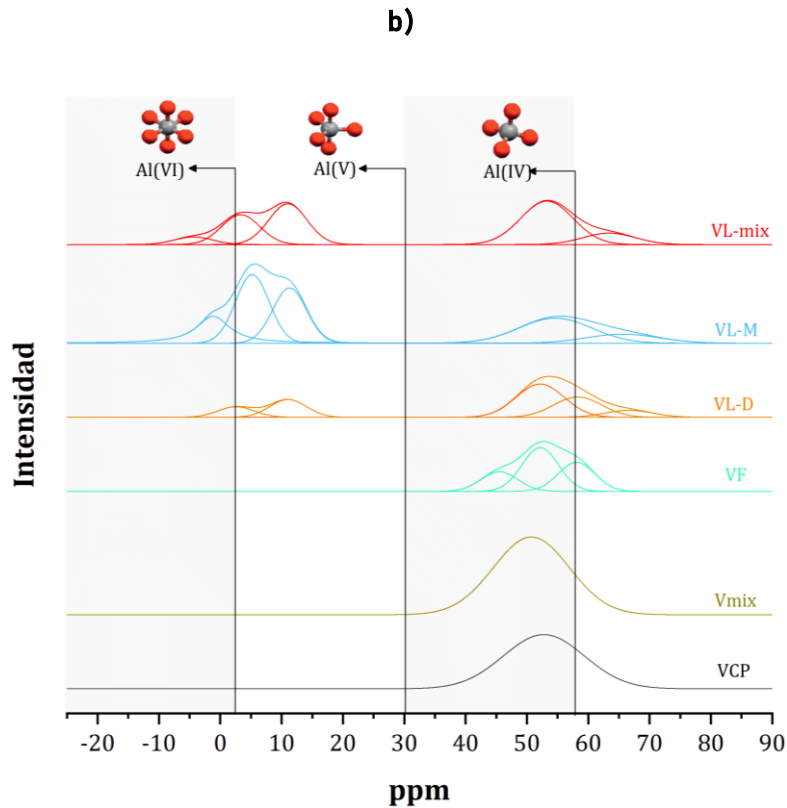 b)
Al(VI)
Al(V)
Al(IV)
VL-mix
VL-M
VL-D
VF
Vmix
VCP
Intensidad
-20 -10 0 10 20 30 40 50 60 70 80 90
ppm